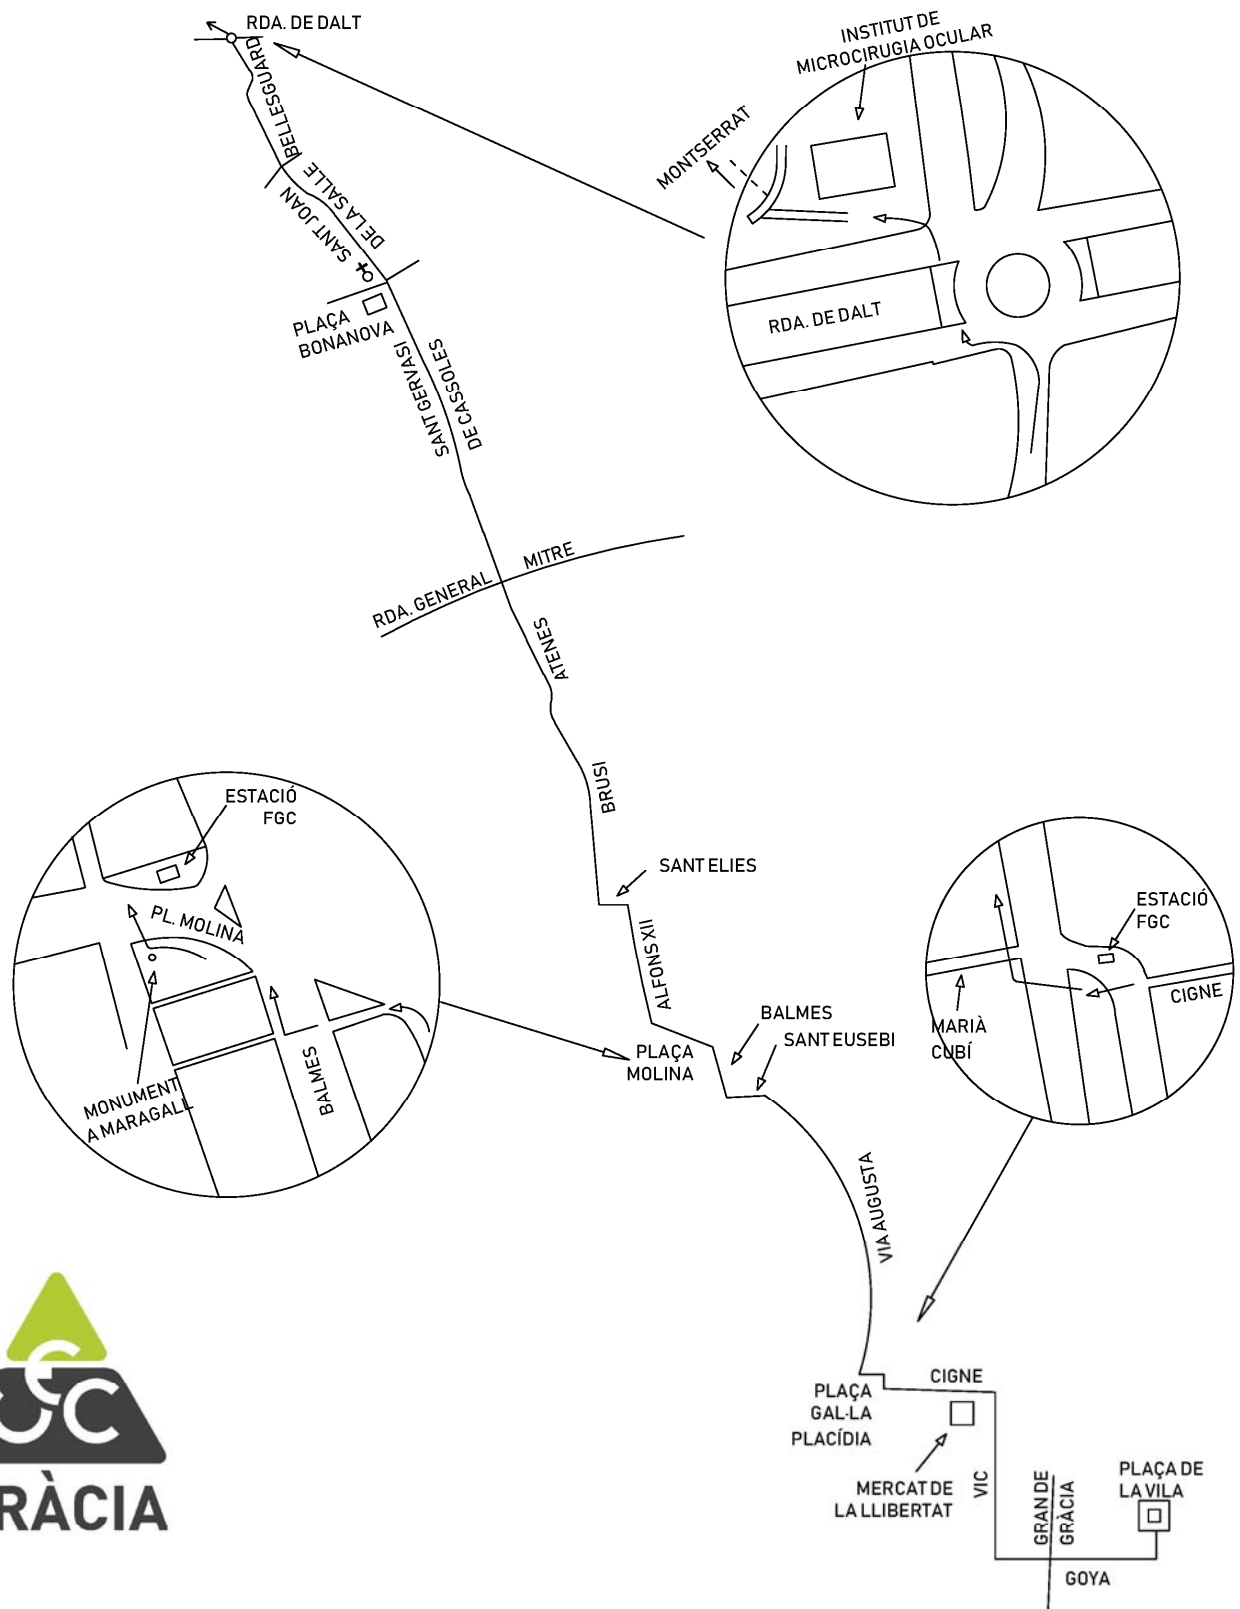 RDA. DE DALT
BELLESGUARD
DE LA SALLE
SANT JOAN
PLAÇA
BONANOVA
SANT GERVASI
DE CASSOLES
INSTITUT DE
MICROCIRUGIA OCULAR
MONTSERRAT
RDA. DE DALT
RDA. GENERAL MITRE
ATENES
BRUSI
SANT ELIES
ALFONS XII
ESTACIÓ
FGC
PL. MOLINA
MONUMENT
A MARAGALL
BALMES
BALMES
SANT EUSEBI
PLAÇA
MOLINA
ESTACIÓ
FGC
CIGNE
MARIÀ
CUBÍ
VIA AUGUSTA
CIGNE
PLAÇA
GAL·LA
PLACÍDIA
MERCAT DE
LA LLIBERTAT
VIC
GRAN DE
GRÀCIA
PLAÇA DE
LA VILA
GOYA
UEC
RÀCIA